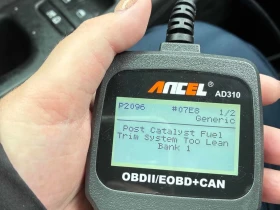 ANCEL
AD310
P2096 #07E8 1/2
Generic
Post Catalyst Fuel
Trim System Too Lean
Bank 1
OBDII/EOBD+CAN